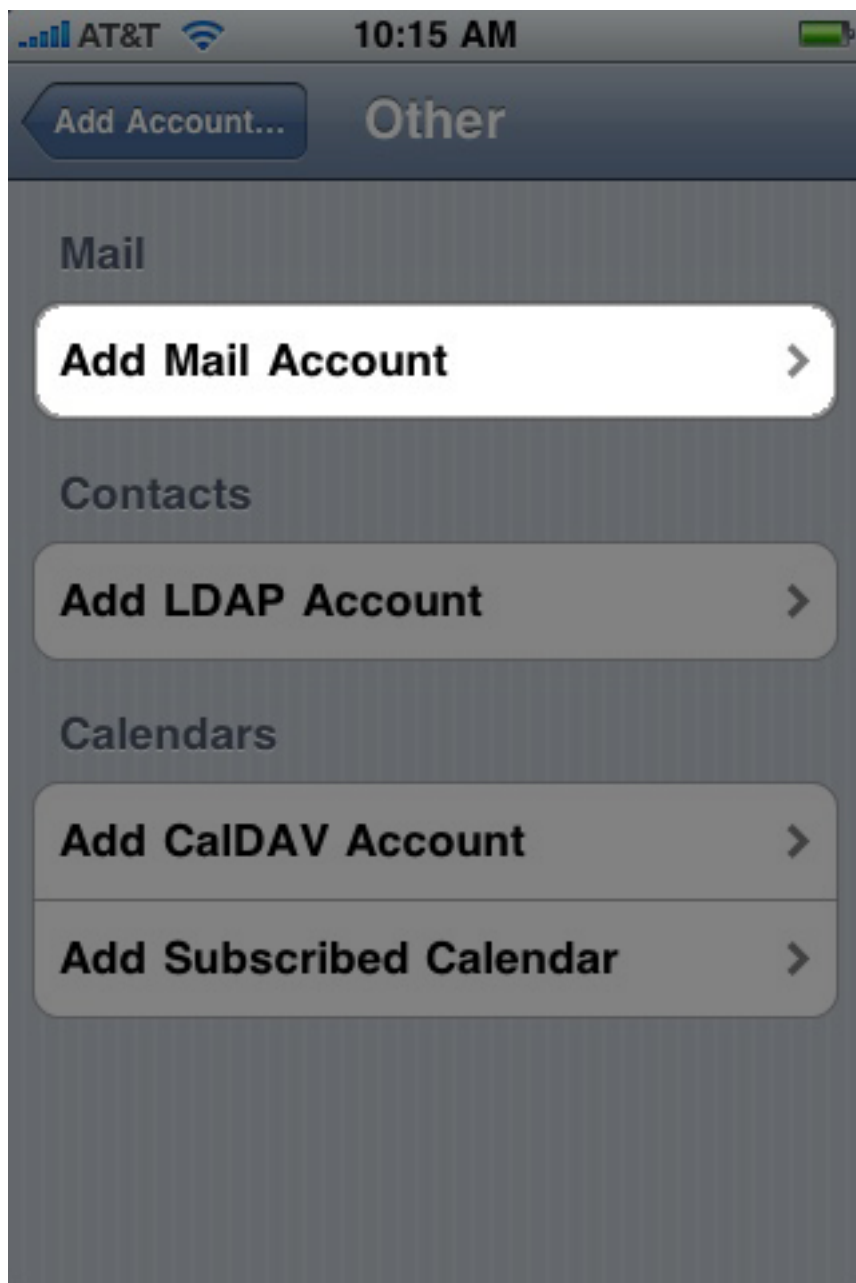 AT&T 10:15 AM
Add Account... Other
Mail
Add Mail Account
Contacts
Add LDAP Account
Calendars
Add CalDAV Account
Add Subscribed Calendar